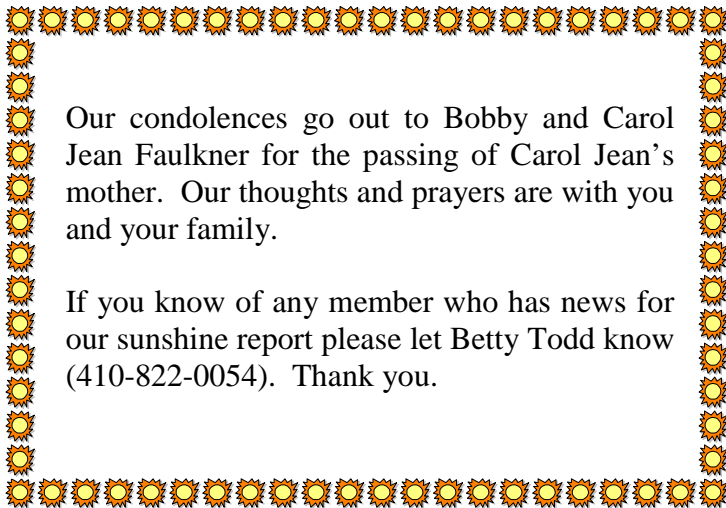 Our condolences go out to Bobby and Carol
Jean Faulkner for the passing of Carol Jean’s
mother.  Our thoughts and prayers are with you
and your family.
If you know of any member who has news for
our sunshine report please let Betty Todd know
(410-822-0054).  Thank you.